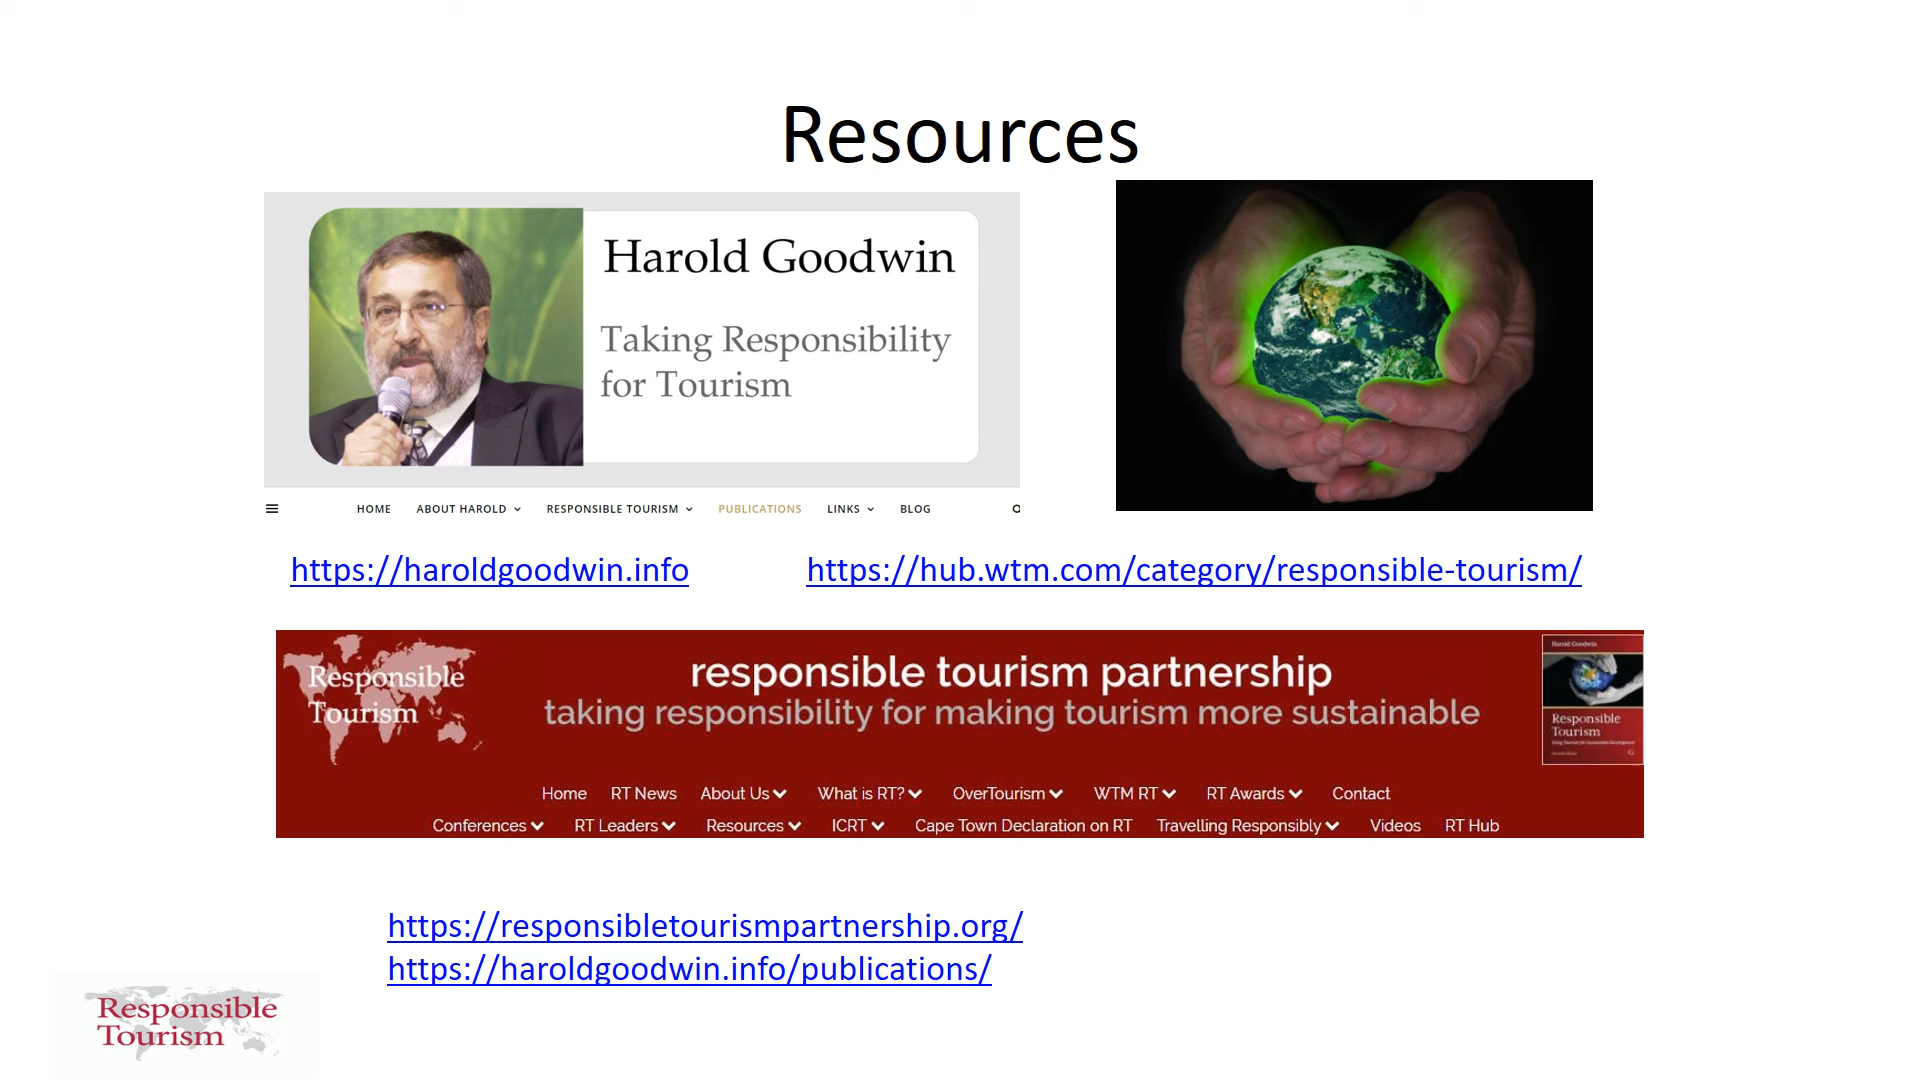 Resources
Harold Goodwin
Taking Responsibility
for Tourism
HOME ABOUT HAROLD RESPONSIBLE TOURISM PUBLICATIONS LINKS BLOG
https://haroldgoodwin.info
https://hub.wtm.com/category/responsible-tourism/
Responsible
Tourism
responsible tourism partnership
taking responsibility for making tourism more sustainable
Harold Goodwin
Responsible
Tourism
Home RT News About Us What is RT? OverTourism WTM RT RT Awards Contact
Conferences RT Leaders Resources ICRT Cape Town Declaration on RT Travelling Responsibly Videos RT Hub
https://responsibletourismpartnership.org/
https://haroldgoodwin.info/publications/
Responsible
Tourism